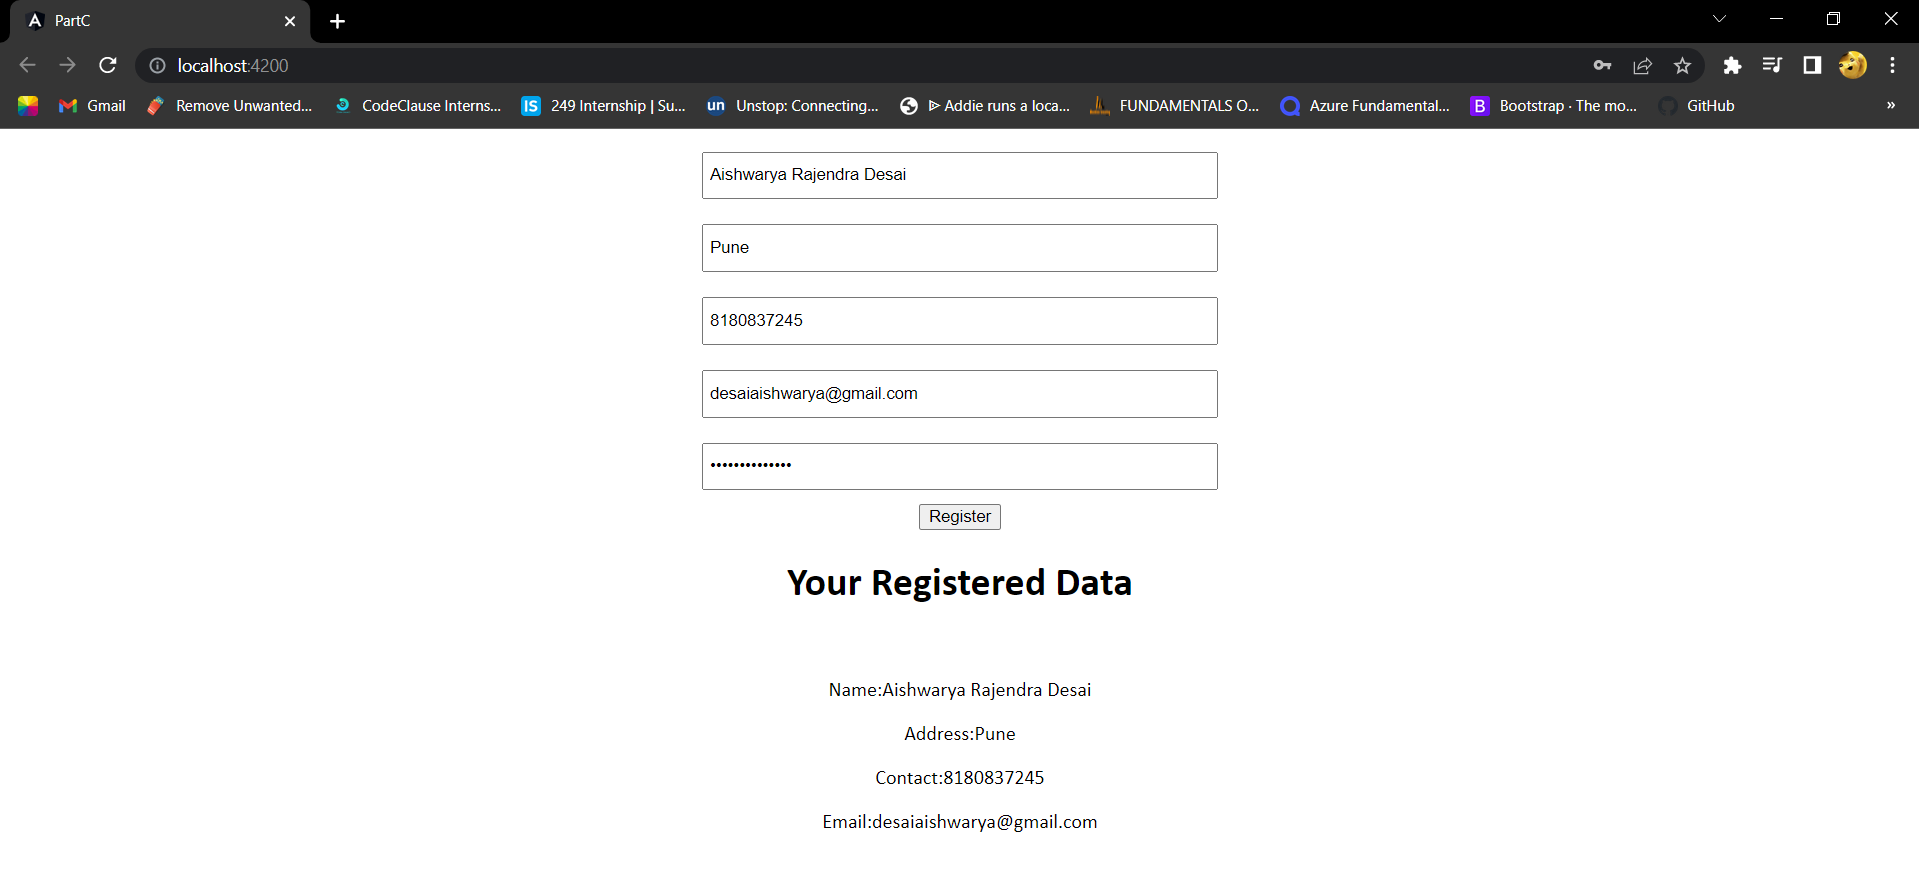 PartC
localhost:4200
Gmail Remove Unwanted... CodeClause Interns... IS 249 Internship | Su... un Unstop: Connecting... ⩥ Addie runs a loca... FUNDAMENTALS O... Azure Fundamental... B Bootstrap · The mo... GitHub »
Aishwarya Rajendra Desai
Pune
8180837245
desaiaishwarya@gmail.com
••••••••••••••
Register
Your Registered Data
Name:Aishwarya Rajendra Desai
Address:Pune
Contact:8180837245
Email:desaiaishwarya@gmail.com